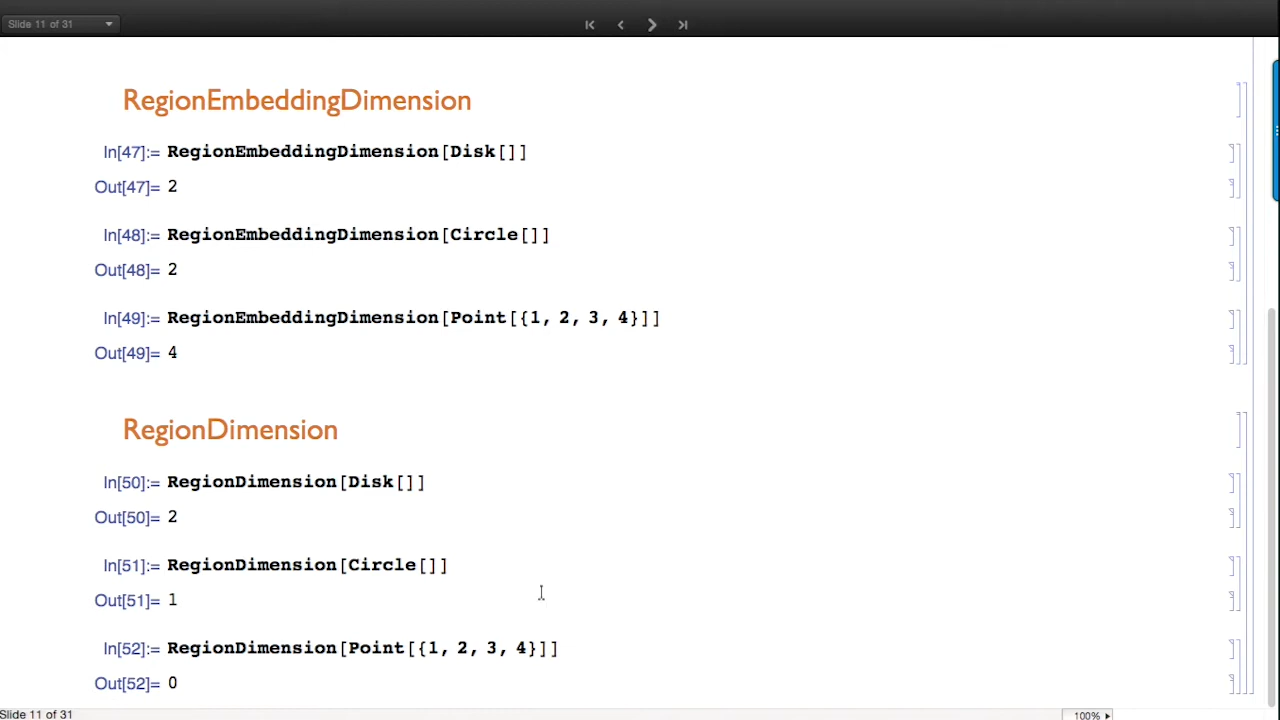 Slide 11 of 31
RegionEmbeddingDimension
In[47]:= RegionEmbeddingDimension[Disk[]]
Out[47]= 2
In[48]:= RegionEmbeddingDimension[Circle[]]
Out[48]= 2
In[49]:= RegionEmbeddingDimension[Point[{1, 2, 3, 4}]]
Out[49]= 4
RegionDimension
In[50]:= RegionDimension[Disk[]]
Out[50]= 2
In[51]:= RegionDimension[Circle[]]
Out[51]= 1
In[52]:= RegionDimension[Point[{1, 2, 3, 4}]]
Out[52]= 0
Slide 11 of 31
100%